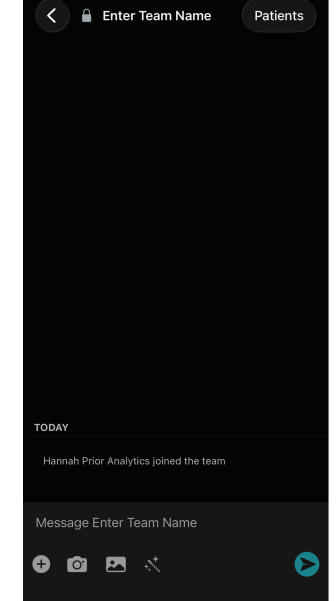 Enter Team Name
Patients
TODAY
Hannah Prior Analytics joined the team
Message Enter Team Name